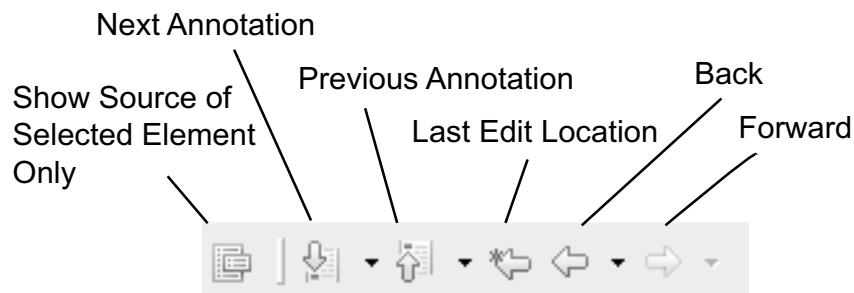 Next Annotation
Previous Annotation
Back
Show Source of
Selected Element
Only
Last Edit Location
Forward